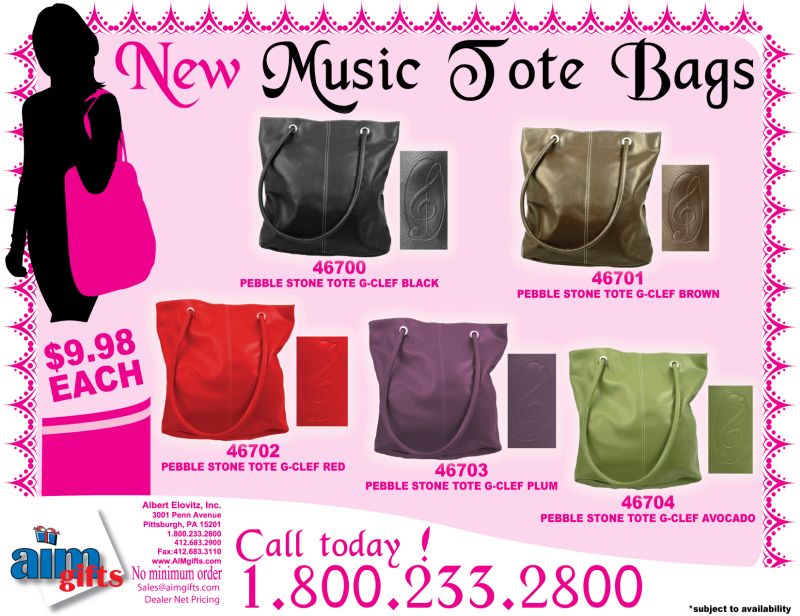 New Music Tote Bags
46700
PEBBLE STONE TOTE G-CLEF BLACK
46701
PEBBLE STONE TOTE G-CLEF BROWN
$9.98
EACH
46702
PEBBLE STONE TOTE G-CLEF RED
46703
PEBBLE STONE TOTE G-CLEF PLUM
46704
PEBBLE STONE TOTE G-CLEF AVOCADO
aim
gifts
Albert Elovitz, Inc.
3001 Penn Avenue
Pittsburgh, PA 15201
1.800.233.2800
412.683.2900
Fax:412.683.3110
www.AIMgifts.com
No minimum order
Sales@aimgifts.com
Dealer Net Pricing
Call today !
1.800.233.2800
*subject to availability